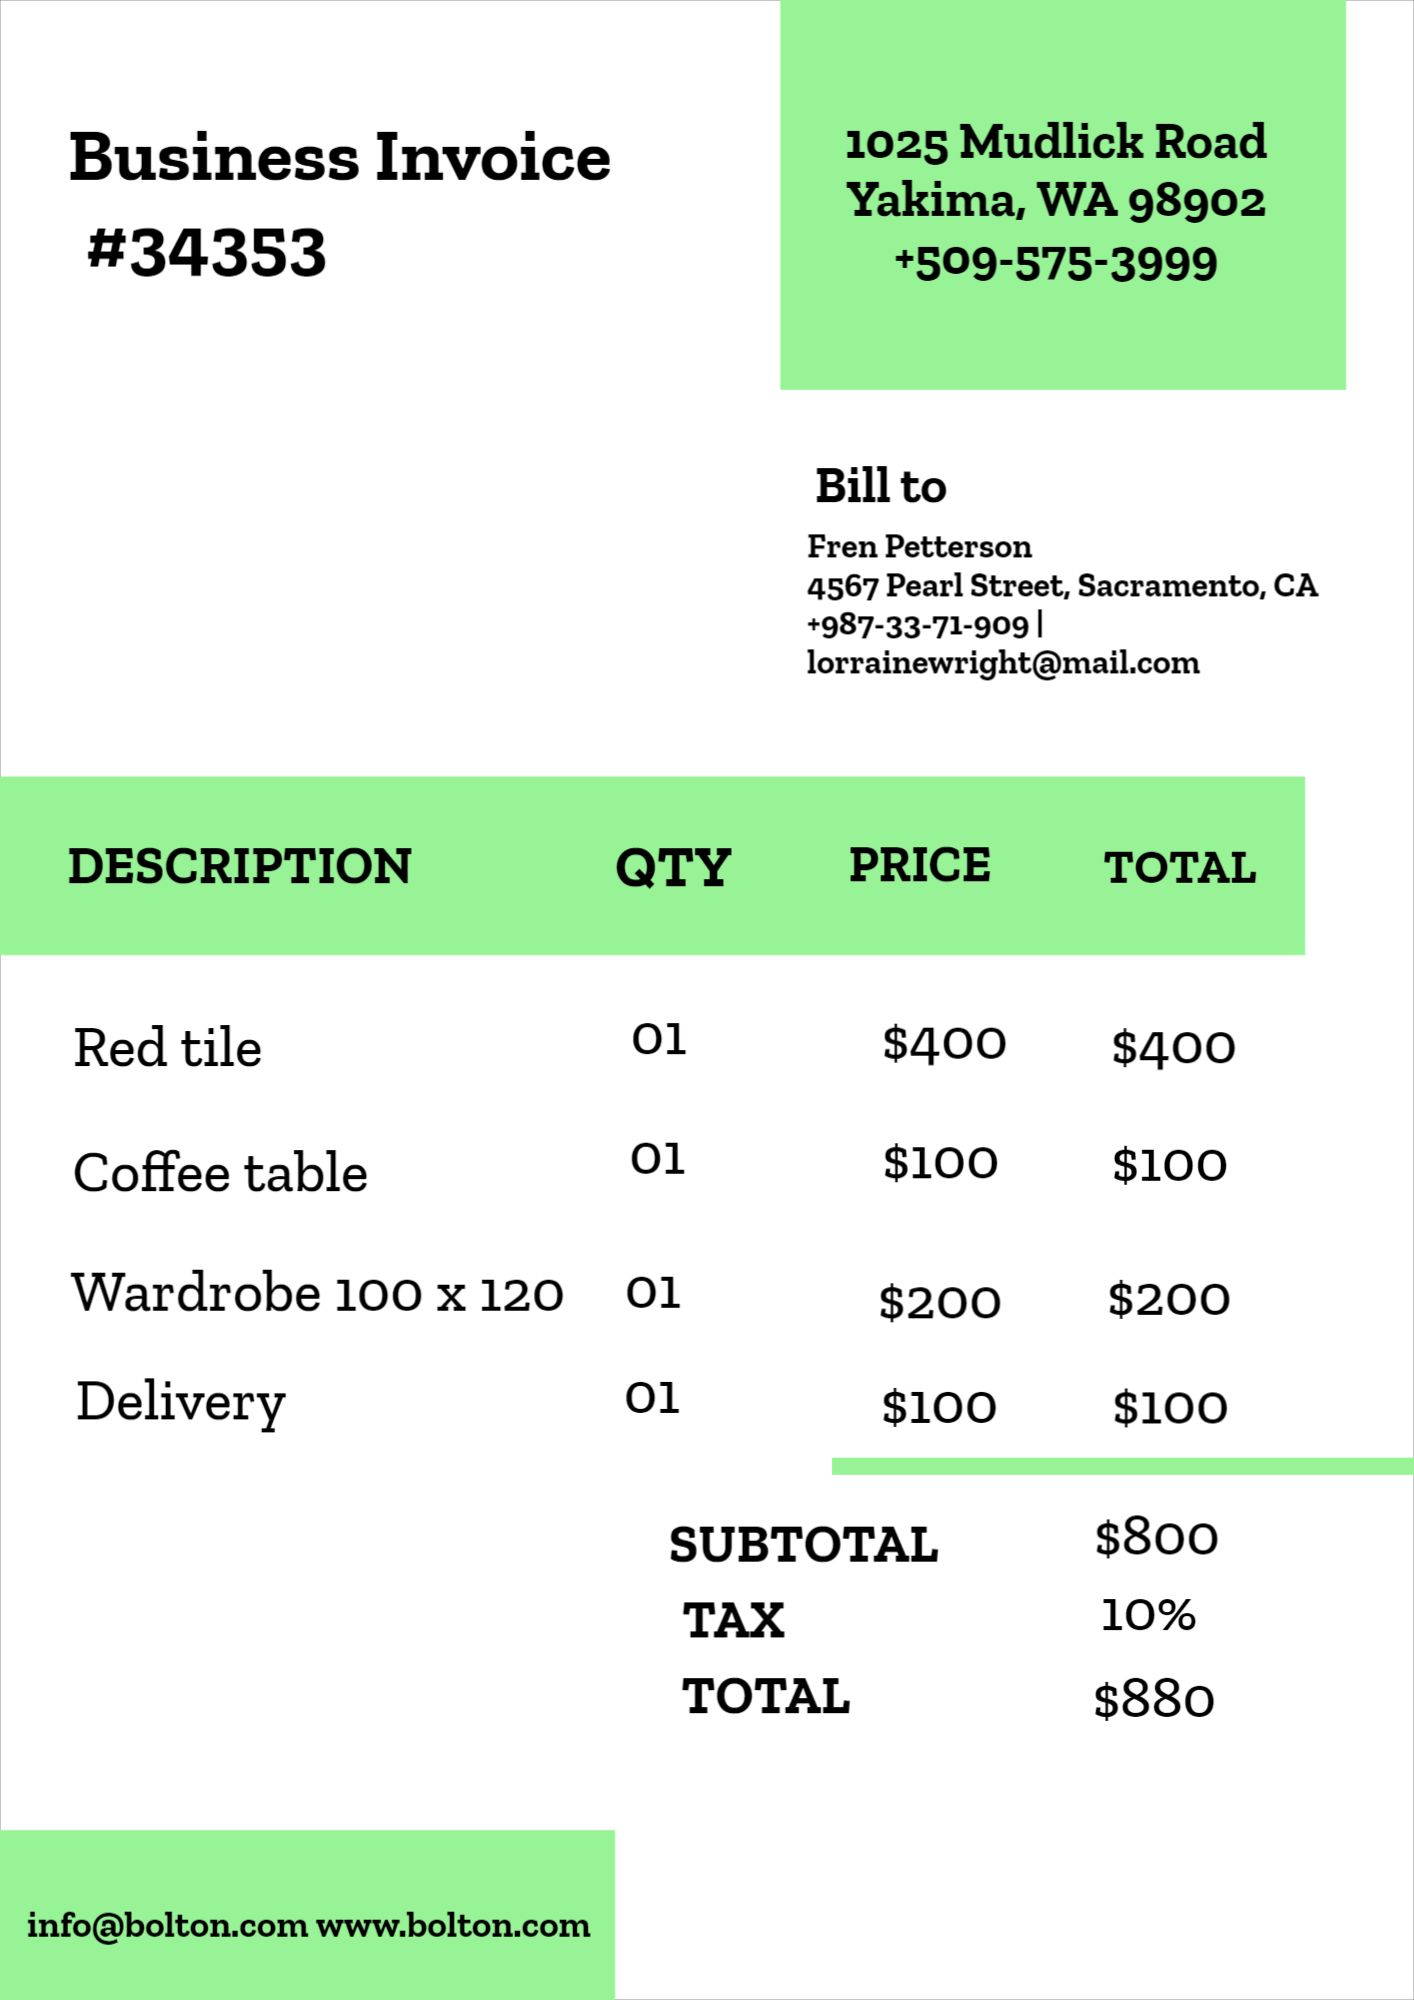 Business Invoice
#34353
1025 Mudlick Road
Yakima, WA 98902
+509-575-3999
Bill to
Fren Petterson
4567 Pearl Street, Sacramento, CA
+987-33-71-909 |
lorrainewright@mail.com
DESCRIPTION QTY PRICE TOTAL
Red tile 01 $400 $400
Coffee table 01 $100 $100
Wardrobe 100 x 120 01 $200 $200
Delivery 01 $100 $100
SUBTOTAL $800
TAX 10%
TOTAL $880
info@bolton.com www.bolton.com